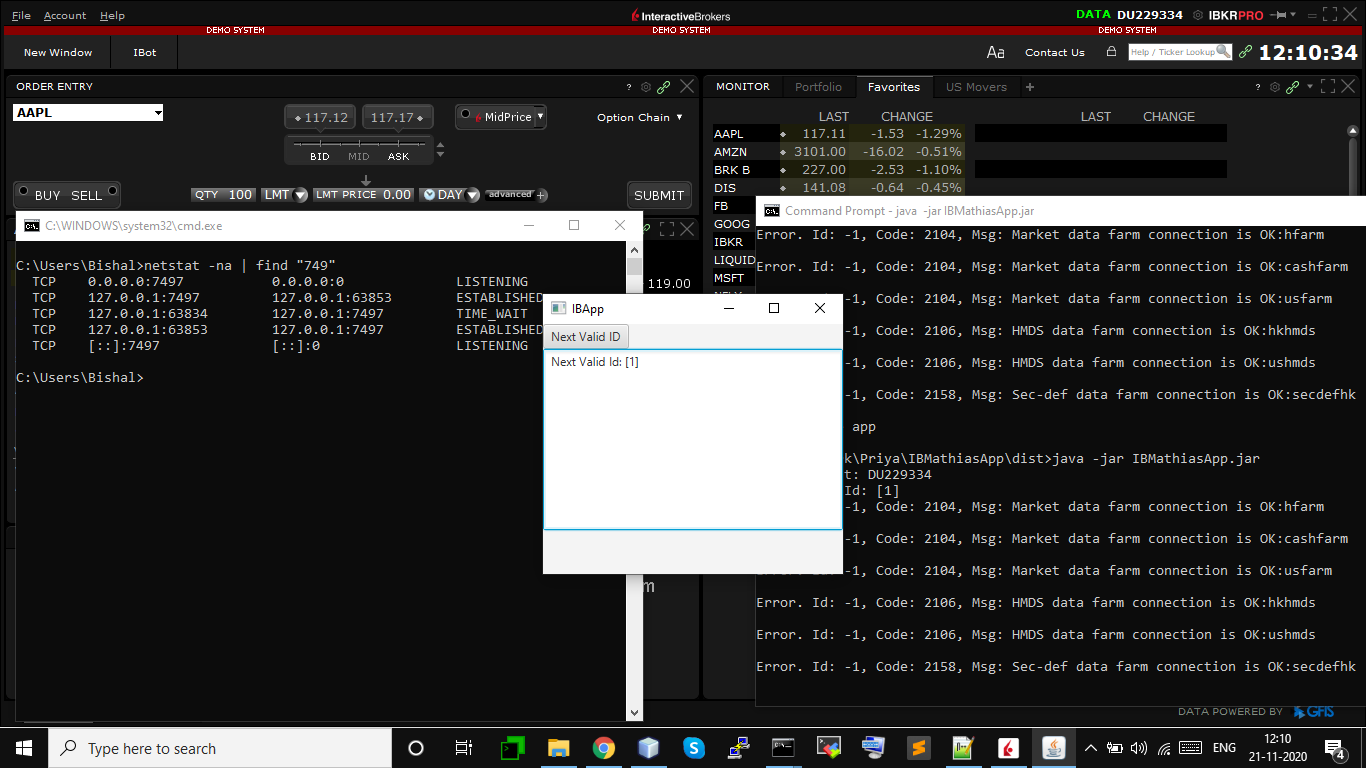 File Account Help
InteractiveBrokers
DATA DU229334 IBKRPRO
DEMO SYSTEM DEMO SYSTEM DEMO SYSTEM
New Window IBot
Aa Contact Us Help / Ticker Lookup 12:10:34
ORDER ENTRY ?
AAPL
117.12 117.17 MidPrice Option Chain
BID MID ASK
BUY SELL QTY 100 LMT LMT PRICE 0.00 DAY advanced + SUBMIT
MONITOR Portfolio Favorites US Movers + ?
LAST CHANGE LAST CHANGE
AAPL 117.11 -1.53 -1.29%
AMZN 3101.00 -16.02 -0.51%
BRK B 227.00 -2.53 -1.10%
DIS 141.08 -0.64 -0.45%
FB
GOOG
IBKR
LIQUID
MSFT
119.00
C:\WINDOWS\system32\cmd.exe
C:\Users\Bishal>netstat -na | find "749"
TCP 0.0.0.0:7497 0.0.0.0:0 LISTENING
TCP 127.0.0.1:7497 127.0.0.1:63853 ESTABLISHED
TCP 127.0.0.1:63834 127.0.0.1:7497 TIME_WAIT
TCP 127.0.0.1:63853 127.0.0.1:7497 ESTABLISHED
TCP [::]:7497 [::]:0 LISTENING
C:\Users\Bishal>
IBApp
Next Valid ID
Next Valid Id: [1]
Command Prompt - java -jar IBMathiasApp.jar
Error. Id: -1, Code: 2104, Msg: Market data farm connection is OK:hfarm
Error. Id: -1, Code: 2104, Msg: Market data farm connection is OK:cashfarm
-1, Code: 2104, Msg: Market data farm connection is OK:usfarm
-1, Code: 2106, Msg: HMDS data farm connection is OK:hkhmds
-1, Code: 2106, Msg: HMDS data farm connection is OK:ushmds
-1, Code: 2158, Msg: Sec-def data farm connection is OK:secdefhk
app
k\Priya\IBMathiasApp\dist>java -jar IBMathiasApp.jar
t: DU229334
Id: [1]
-1, Code: 2104, Msg: Market data farm connection is OK:hfarm
-1, Code: 2104, Msg: Market data farm connection is OK:cashfarm
-1, Code: 2104, Msg: Market data farm connection is OK:usfarm
Error. Id: -1, Code: 2106, Msg: HMDS data farm connection is OK:hkhmds
Error. Id: -1, Code: 2106, Msg: HMDS data farm connection is OK:ushmds
Error. Id: -1, Code: 2158, Msg: Sec-def data farm connection is OK:secdefhk
m
DATA POWERED BY GFIS
Type here to search
ENG
12:10
21-11-2020
4